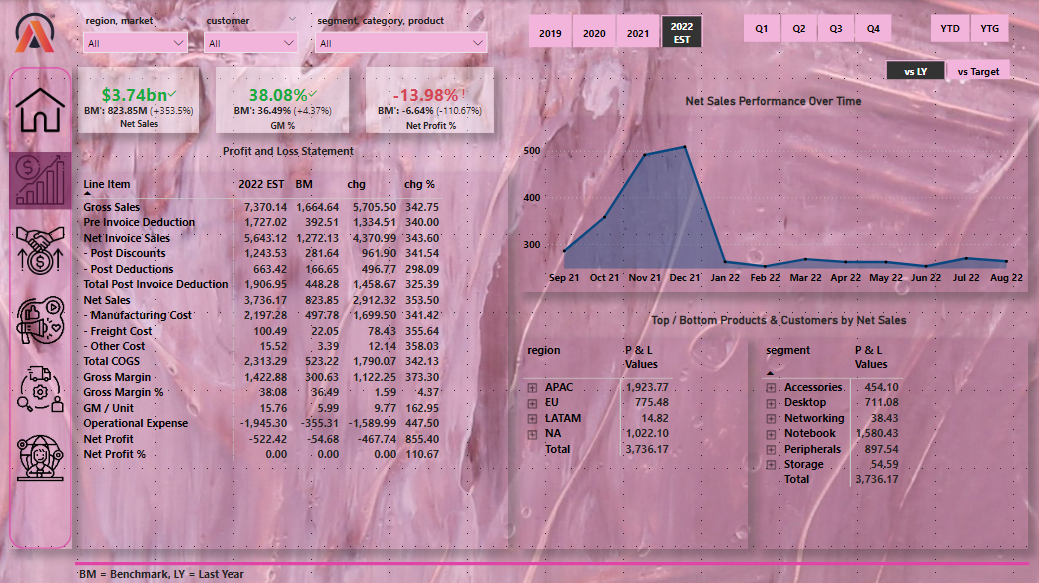 region, market
customer
segment, category, product
All
All
All
2019
2020
2021
2022 EST
Q1
Q2
Q3
Q4
YTD
YTG
vs LY
vs Target
$3.74bn
BM`: 823.85M (+353.5%)
Net Sales
38.08%
BM`: 36.49% (+4.37%)
GM %
-13.98%!
BM`: -6.64% (-110.67%)
Net Profit %
Profit and Loss Statement
Line Item 2022 EST BM chg chg %
Gross Sales 7,370.14 1,664.64 5,705.50 342.75
Pre Invoice Deduction 1,727.02 392.51 1,334.51 340.00
Net Invoice Sales 5,643.12 1,272.13 4,370.99 343.60
- Post Discounts 1,243.53 281.64 961.90 341.54
- Post Deductions 663.42 166.65 496.77 298.09
Total Post Invoice Deduction 1,906.95 448.28 1,458.67 325.39
Net Sales 3,736.17 823.85 2,912.32 353.50
- Manufacturing Cost 2,197.28 497.78 1,699.50 341.42
- Freight Cost 100.49 22.05 78.43 355.64
- Other Cost 15.52 3.39 12.14 358.03
Total COGS 2,313.29 523.22 1,790.07 342.13
Gross Margin 1,422.88 300.63 1,122.25 373.30
Gross Margin % 38.08 36.49 1.59 4.37
GM / Unit 15.76 5.99 9.77 162.95
Operational Expense -1,945.30 -355.31 -1,589.99 447.50
Net Profit -522.42 -54.68 -467.74 855.40
Net Profit % 0.00 0.00 0.00 110.67
Net Sales Performance Over Time
500
400
300
Sep 21 Oct 21 Nov 21 Dec 21 Jan 22 Feb 22 Mar 22 Apr 22 May 22 Jun 22 Jul 22 Aug 22
Top / Bottom Products & Customers by Net Sales
region P & L Values
APAC 1,923.77
EU 775.48
LATAM 14.82
NA 1,022.10
Total 3,736.17
segment P & L Values
Accessories 454.10
Desktop 711.08
Networking 38.43
Notebook 1,580.43
Peripherals 897.54
Storage 54.59
Total 3,736.17
BM = Benchmark, LY = Last Year